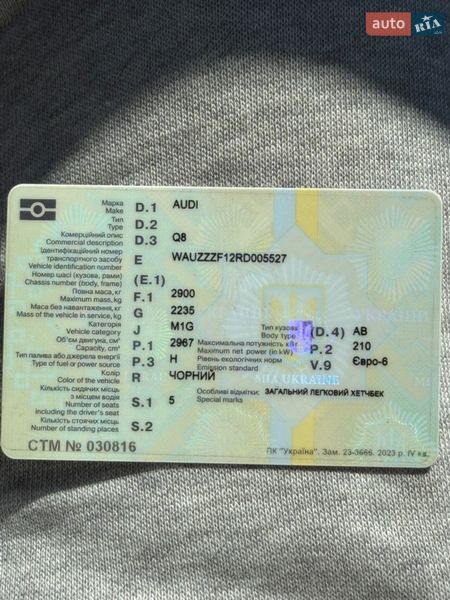 auto RIA .com
Марка D.1 AUDI
Make
Тип D.2
Type
Комерційний опис D.3 Q8
Commercial description
Ідентифікаційний номер
транспортного засобу E WAUZZZF12RD005527
Vehicle identification number
Номер шасі (кузова, рами) (E.1)
Chassis number (body, frame)
Повна маса, кг F.1 2900
Maximum mass, kg
Маса без навантаження, кг G 2235
Mass of the vehicle in service, kg
Категорія J M1G Тип кузова (D.4) AB
Vehicle category Body type
Об'єм двигуна, см³ P.1 2967 Максимальна потужність P.2 210
Capacity, cm³ Maximum net power (in kW)
Тип палива або джерела енергії P.3 H Рівень екологічних норм V.9 Євро-6
Type of fuel or power source Emission standard
Колір R ЧОРНИЙ MIA UKRAINE
Color of the vehicle
Кількість сидячих місць
з місцем водія S.1 5 Особливі відмітки: ЗАГАЛЬНИЙ ЛЕГКОВИЙ ХЕТЧБЕК
Number of seats Special marks
including the driver's seat
Кількість стоячих місць S.2
Number of standing places
СТМ № 030816
ПК "Україна". Зам. 23-3666. 2023 р. IV кв.